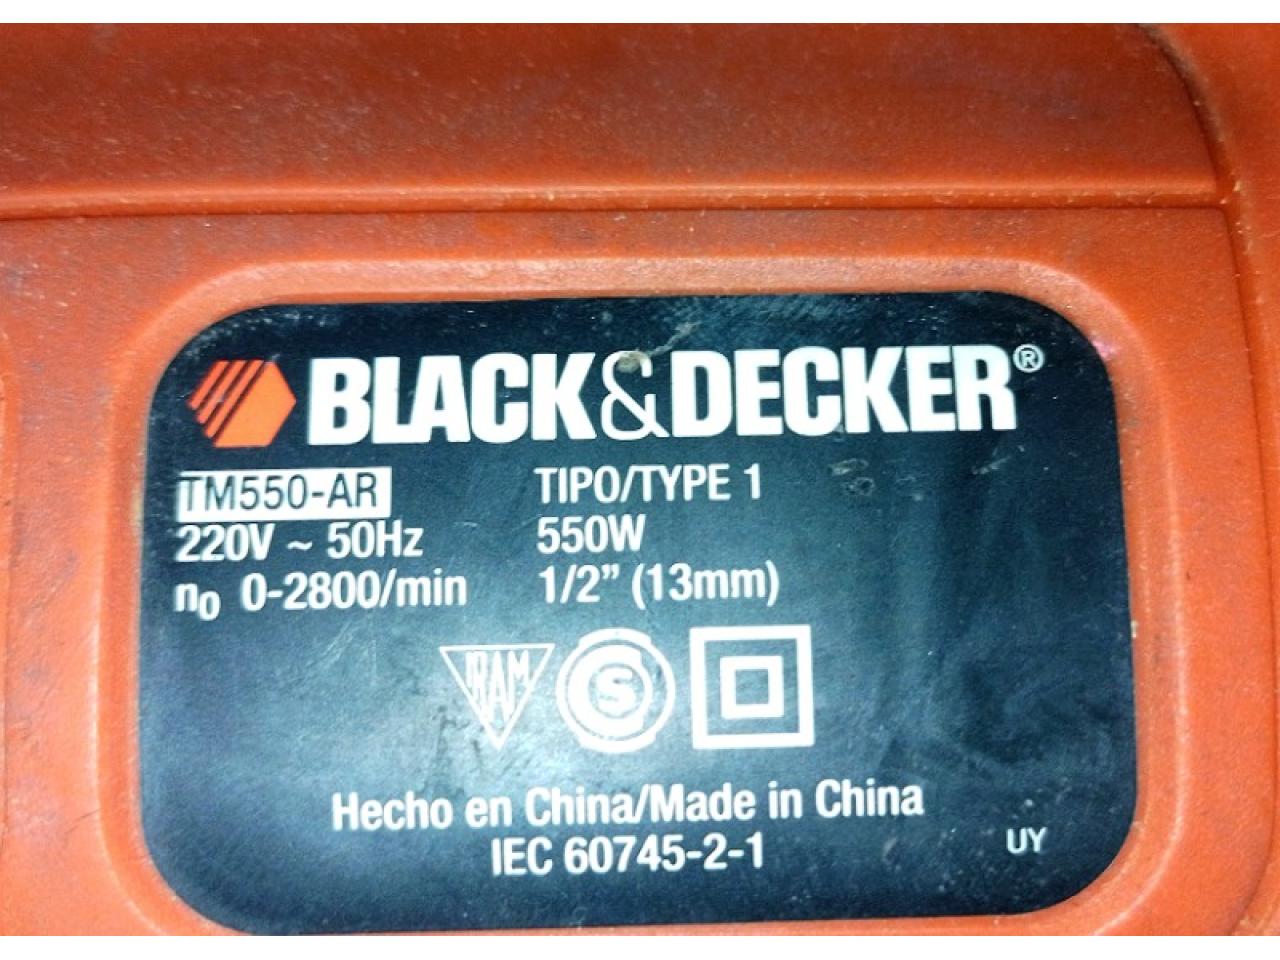 BLACK&DECKER®
TM550-AR TIPO/TYPE 1
220V ~ 50Hz 550W
n₀ 0-2800/min 1/2” (13mm)
IRAM S
Hecho en China/Made in China
IEC 60745-2-1 UY